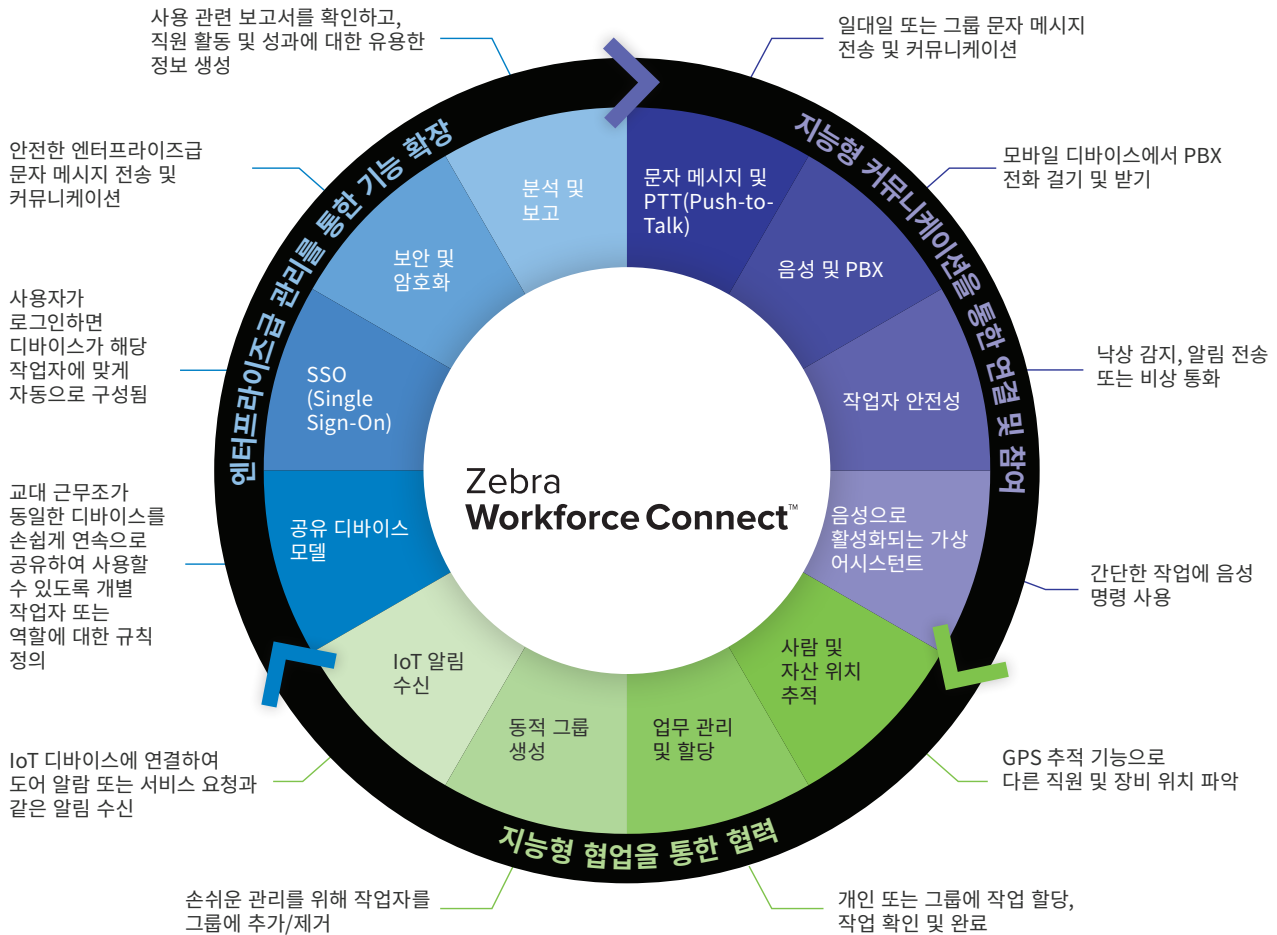 사용 관련 보고서를 확인하고,
직원 활동 및 성과에 대한 유용한
정보 생성
일대일 또는 그룹 문자 메시지
전송 및 커뮤니케이션
안전한 엔터프라이즈급
문자 메시지 전송 및
커뮤니케이션
모바일 디바이스에서 PBX
전화 걸기 및 받기
사용자가
로그인하면
디바이스가 해당
작업자에 맞게
자동으로 구성됨
낙상 감지, 알림 전송
또는 비상 통화
교대 근무조가
동일한 디바이스를
손쉽게 연속으로
공유하여 사용할
수 있도록 개별
작업자 또는
역할에 대한 규칙
정의
간단한 작업에 음성
명령 사용
IoT 디바이스에 연결하여
도어 알람 또는 서비스 요청과
같은 알림 수신
GPS 추적 기능으로
다른 직원 및 장비 위치 파악
손쉬운 관리를 위해 작업자를
그룹에 추가/제거
개인 또는 그룹에 작업 할당,
작업 확인 및 완료
엔터프라이즈급 관리를 통한 기능 확장
지능형 커뮤니케이션을 통한 연결 및 참여
지능형 협업을 통한 협력
분석 및
보고
문자 메시지 및
PTT(Push-to-
Talk)
보안 및
암호화
음성 및 PBX
SSO
(Single
Sign-On)
작업자 안전성
공유 디바이스
모델
음성으로
활성화되는 가상
어시스턴트
IoT 알림
수신
사람 및
자산 위치
추적
동적 그룹
생성
업무 관리
및 할당
Zebra
Workforce Connect™